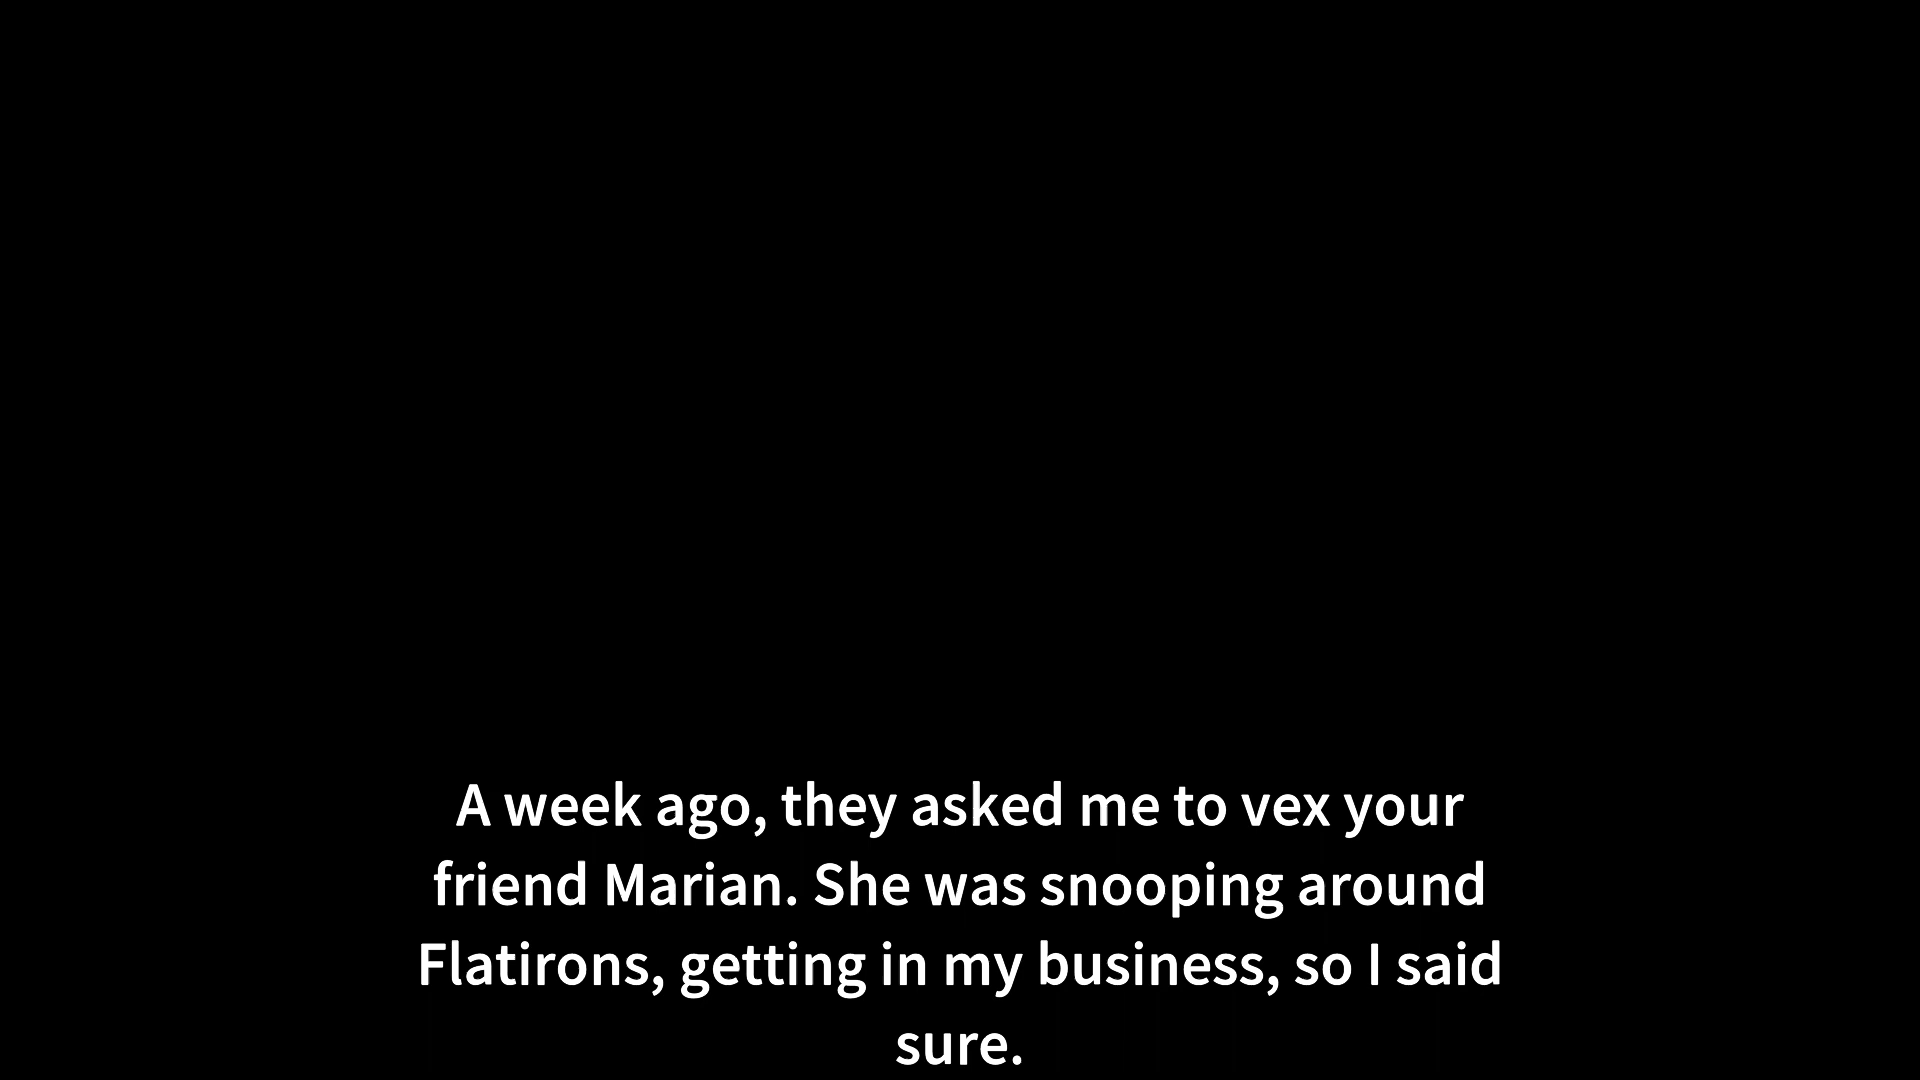 A week ago, they asked me to vex your
friend Marian. She was snooping around
Flatirons, getting in my business, so I said
sure.